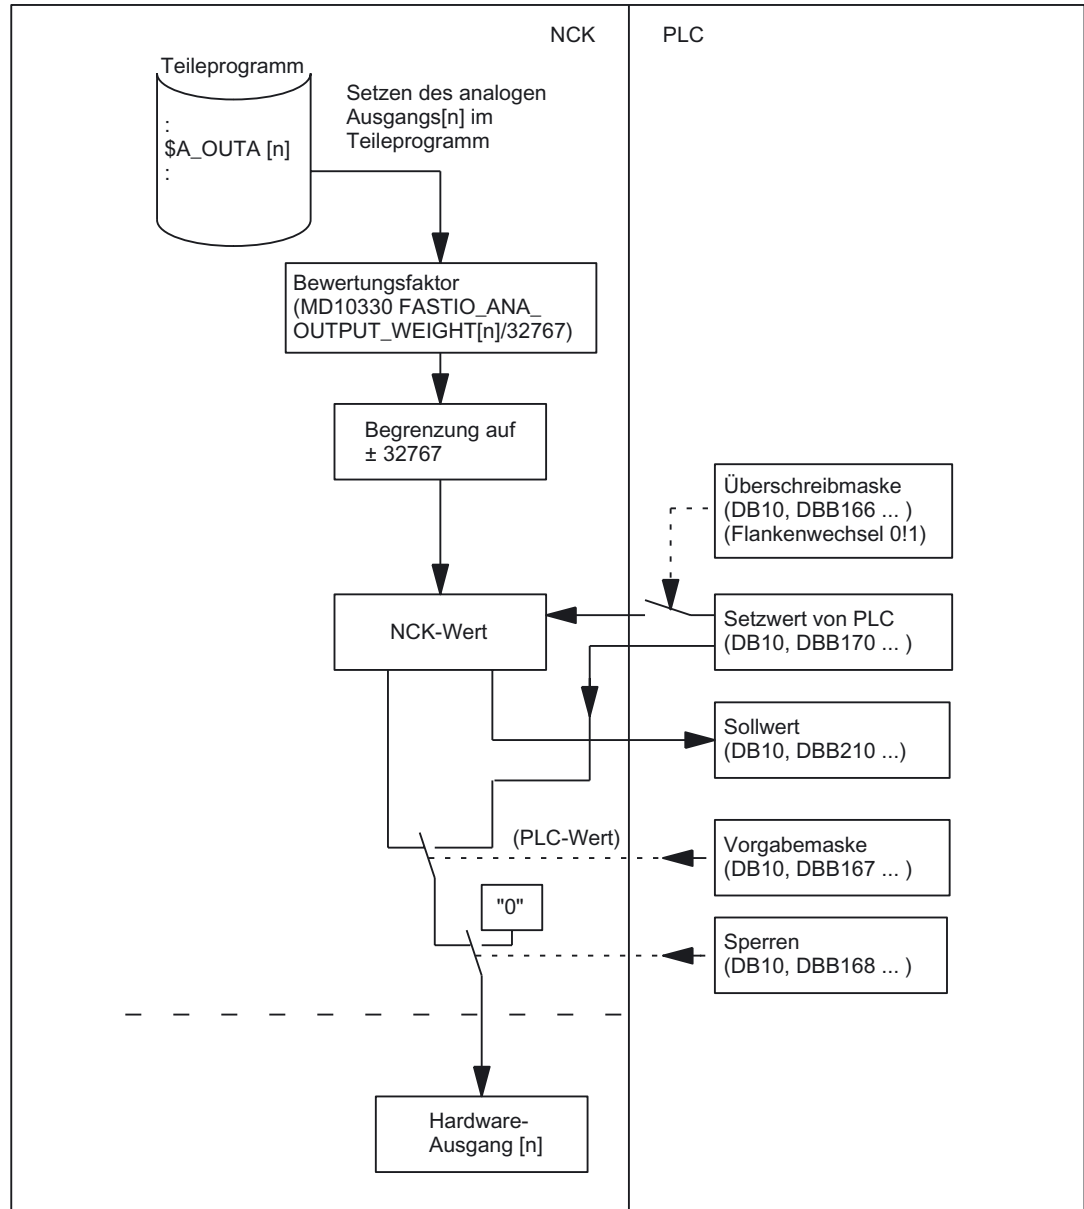 NCK
PLC
Teileprogramm
:
$A_OUTA [n]
:
Setzen des analogen
Ausgangs[n] im
Teileprogramm
Bewertungsfaktor
(MD10330 FASTIO_ANA_
OUTPUT_WEIGHT[n]/32767)
Begrenzung auf
± 32767
Überschreibmaske
(DB10, DBB166 ... )
(Flankenwechsel 0!1)
NCK-Wert
Setzwert von PLC
(DB10, DBB170 ... )
Sollwert
(DB10, DBB210 ...)
(PLC-Wert)
Vorgabemaske
(DB10, DBB167 ... )
"0"
Sperren
(DB10, DBB168 ... )
Hardware-
Ausgang [n]